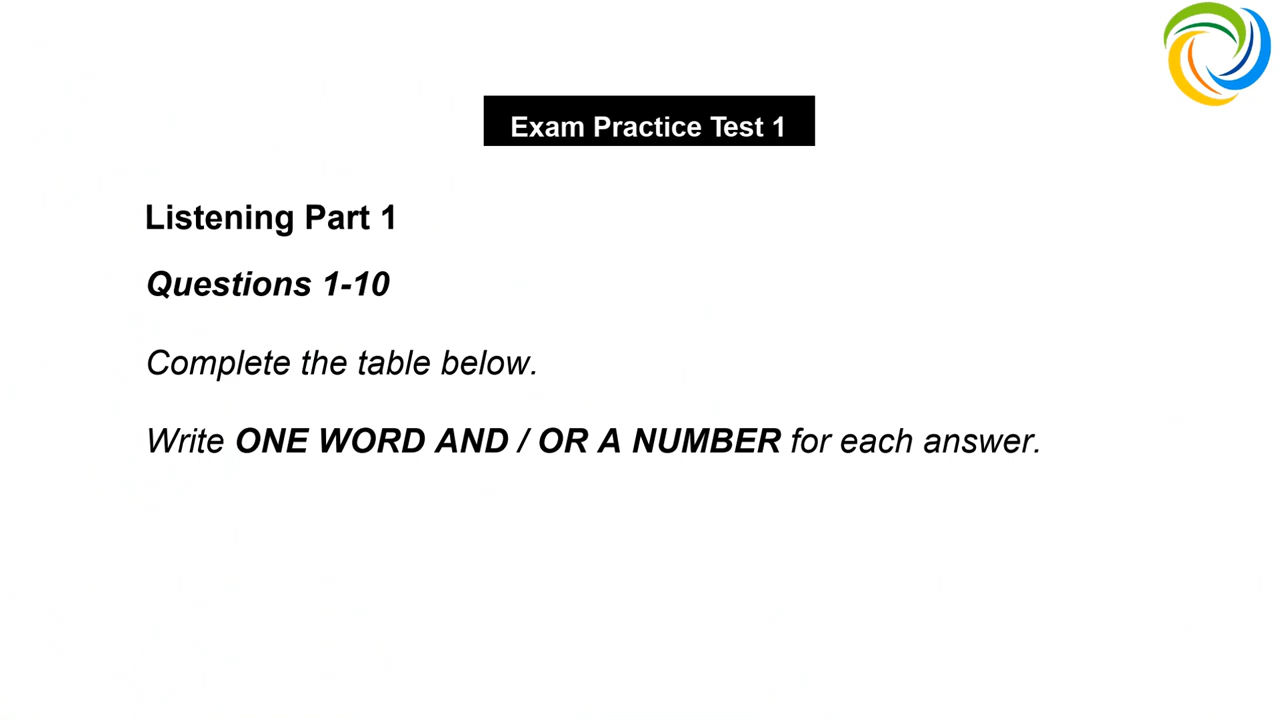 Exam Practice Test 1
Listening Part 1
Questions 1-10
Complete the table below.
Write ONE WORD AND / OR A NUMBER for each answer.